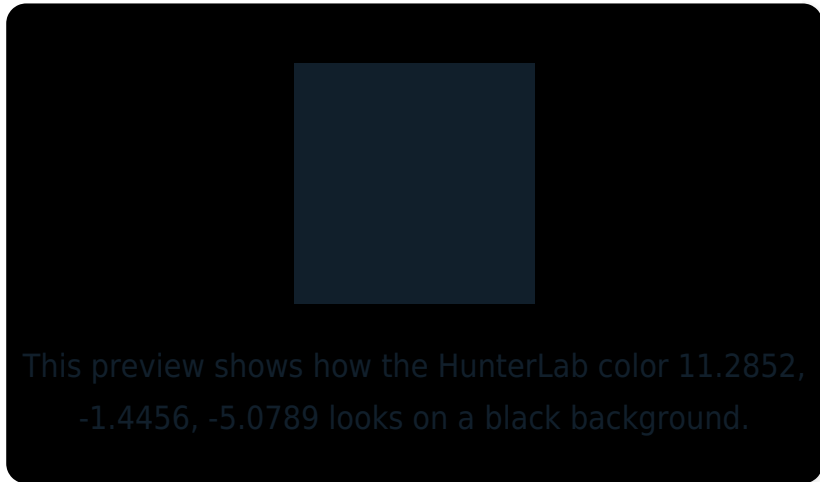 This preview shows how the HunterLab color 11.2852,
-1.4456, -5.0789 looks on a black background.